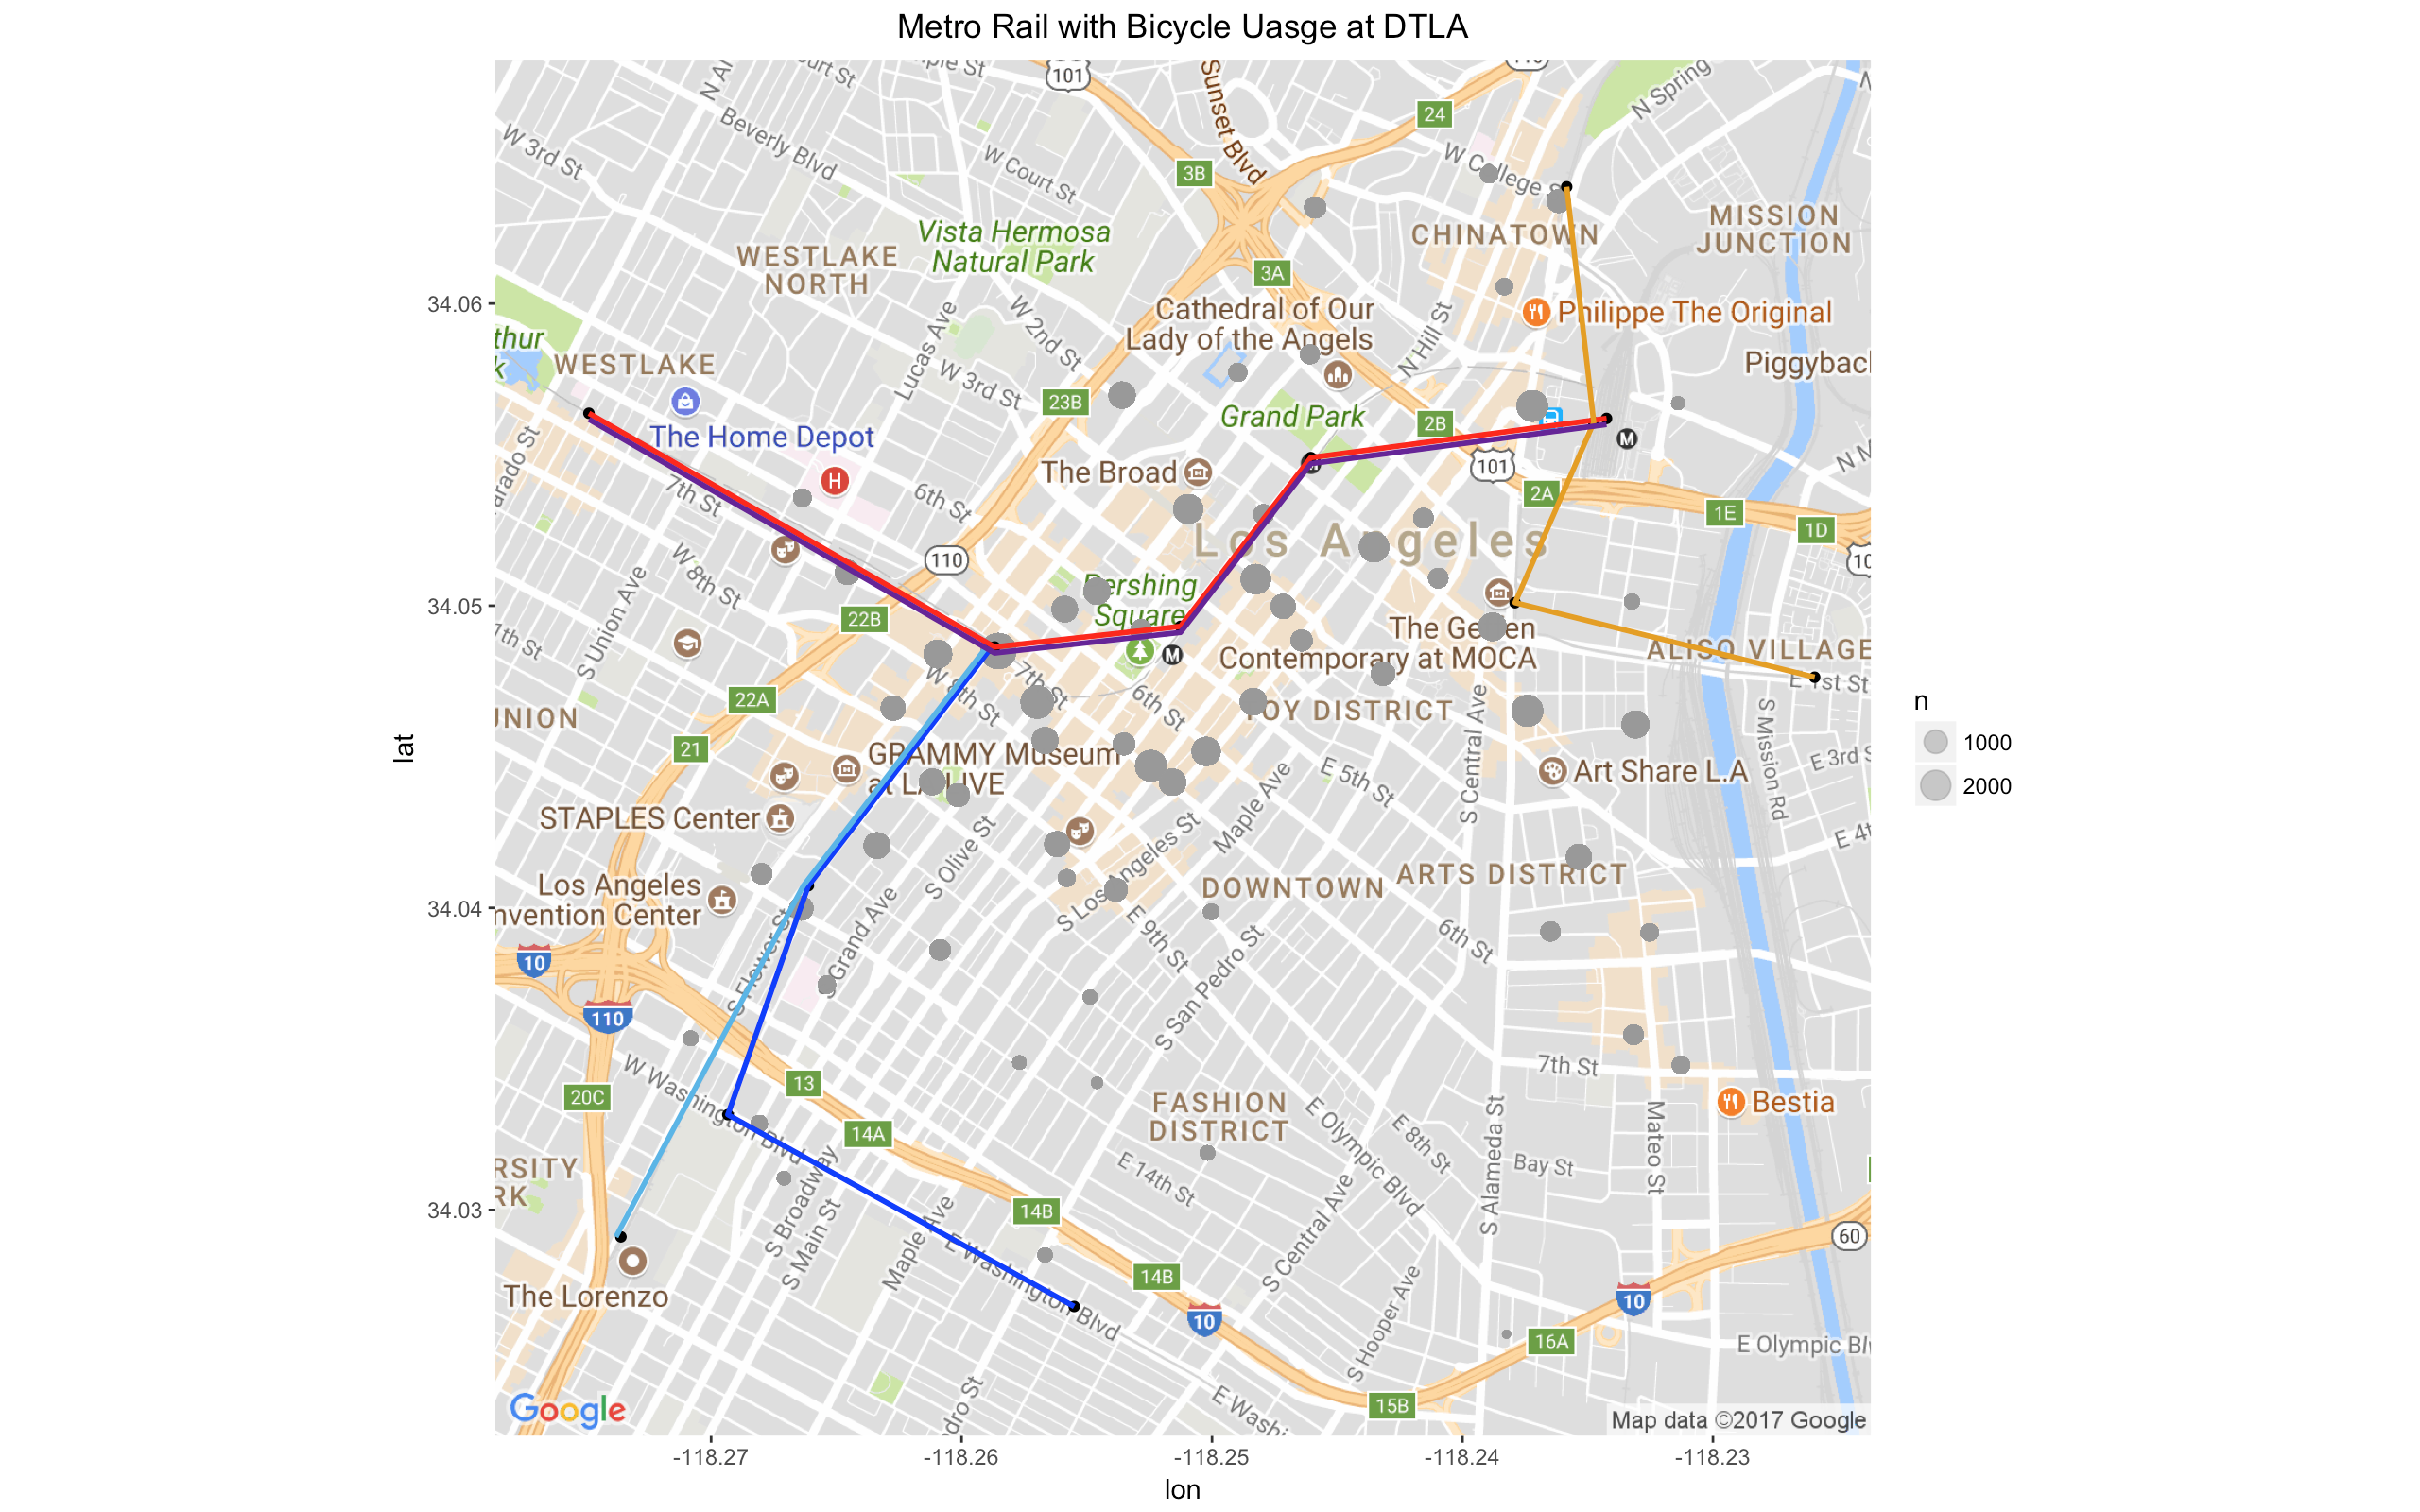 Metro Rail with Bicycle Uasge at DTLA
101
24
N Spring
W 3rd St
Beverly Blvd
W Court St
3B
Sunset Blvd
W College S
CHINATOWN
MISSION
JUNCTION
Vista Hermosa
Natural Park
WESTLAKE
NORTH
3A
Cathedral of Our
Lady of the Angels
N Hill St
Philippe The Original
34.06
thur
k
WESTLAKE
Lucas Ave
W 2nd St
W 3rd St
23B
Piggybac
Grand Park
2B
The Home Depot
H
M
The Broad
101
7th St
6th St
2A
1E
1D
10
110
Los Angeles
W 8th St
Pershing
Square
34.05
22B
S Union Ave
The Geffen
Contemporary at MOCA
M
ALISO VILLAGE
E 1st St
7th St
W 8th St
6th St
22A
UNION
TOY DISTRICT
S Central Ave
S Mission Rd
21
GRAMMY Museum
at LA LIVE
E 3rd S
E 5th St
Art Share L.A
Maple Ave
STAPLES Center
S Olive St
S Los Angeles St
E 4t
Los Angeles
nvention Center
DOWNTOWN
ARTS DISTRICT
34.04
S Grand Ave
S Flower St
E 9th St
6th St
S San Pedro St
10
110
7th St
W Washington Blvd
13
20C
14A
FASHION
DISTRICT
Bestia
E Olympic Blvd
E 8th St
S Alameda St
Mateo St
Bay St
E 14th St
RSITY
RK
S Broadway
S Main St
Maple Ave
34.03
14B
S Central Ave
E Washington Blvd
60
The Lorenzo
14B
10
10
S Hooper Ave
16A
E Olympic Bl
15B
E Washi
edro St
Google
Map data ©2017 Google
-118.27
-118.26
-118.25
-118.24
-118.23
lon
lat
n
1000
2000